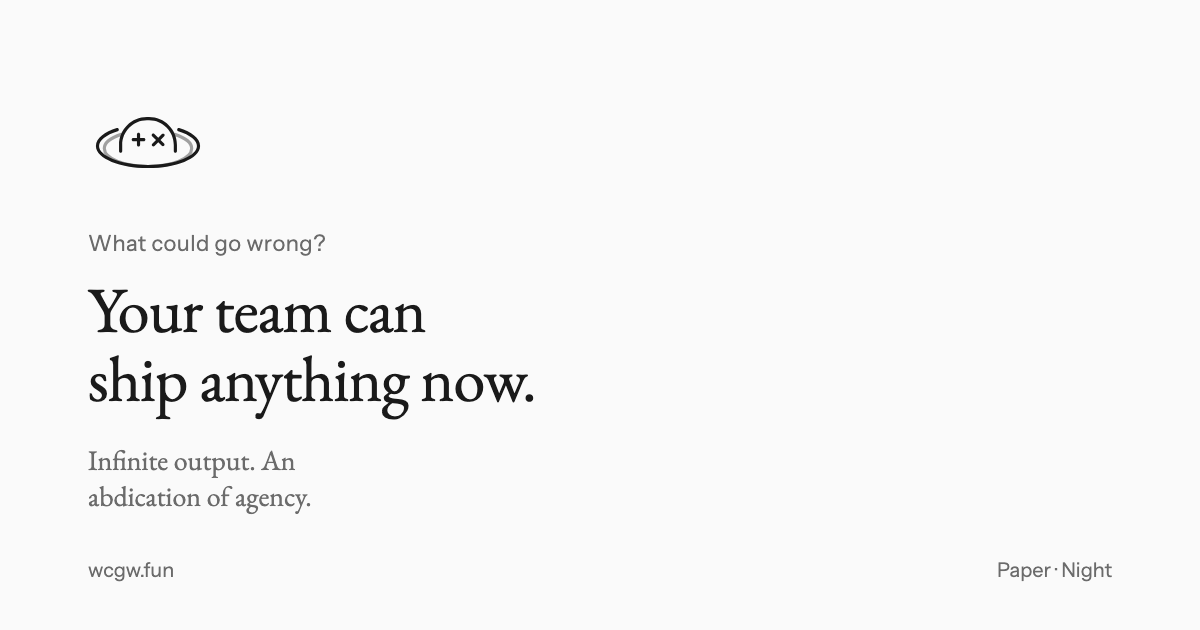 What could go wrong?
Your team can
ship anything now.
Infinite output. An
abdication of agency.
wcgw.fun
Paper · Night